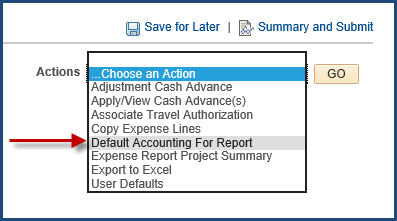 Save for Later | Summary and Submit
Actions
...Choose an Action
GO
Adjustment Cash Advance
Apply/View Cash Advance(s)
Associate Travel Authorization
Copy Expense Lines
Default Accounting For Report
Expense Report Project Summary
Export to Excel
User Defaults